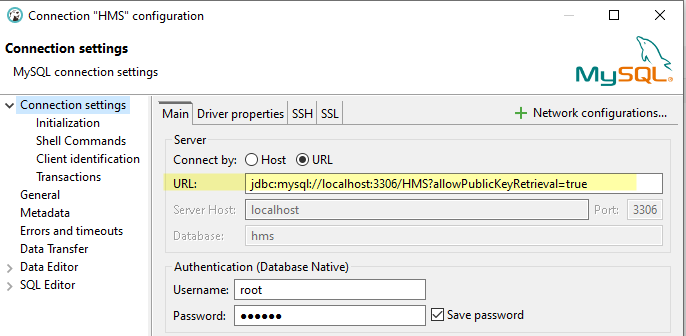 Connection "HMS" configuration
Connection settings
MySQL connection settings
MySQL®
Connection settings
Initialization
Shell Commands
Client identification
Transactions
General
Metadata
Errors and timeouts
Data Transfer
Data Editor
SQL Editor
Main Driver properties SSH SSL
Network configurations...
Server
Connect by: Host URL
URL: jdbc:mysql://localhost:3306/HMS?allowPublicKeyRetrieval=true
Server Host: localhost Port: 3306
Database: hms
Authentication (Database Native)
Username: root
Password: ●●●●●● Save password